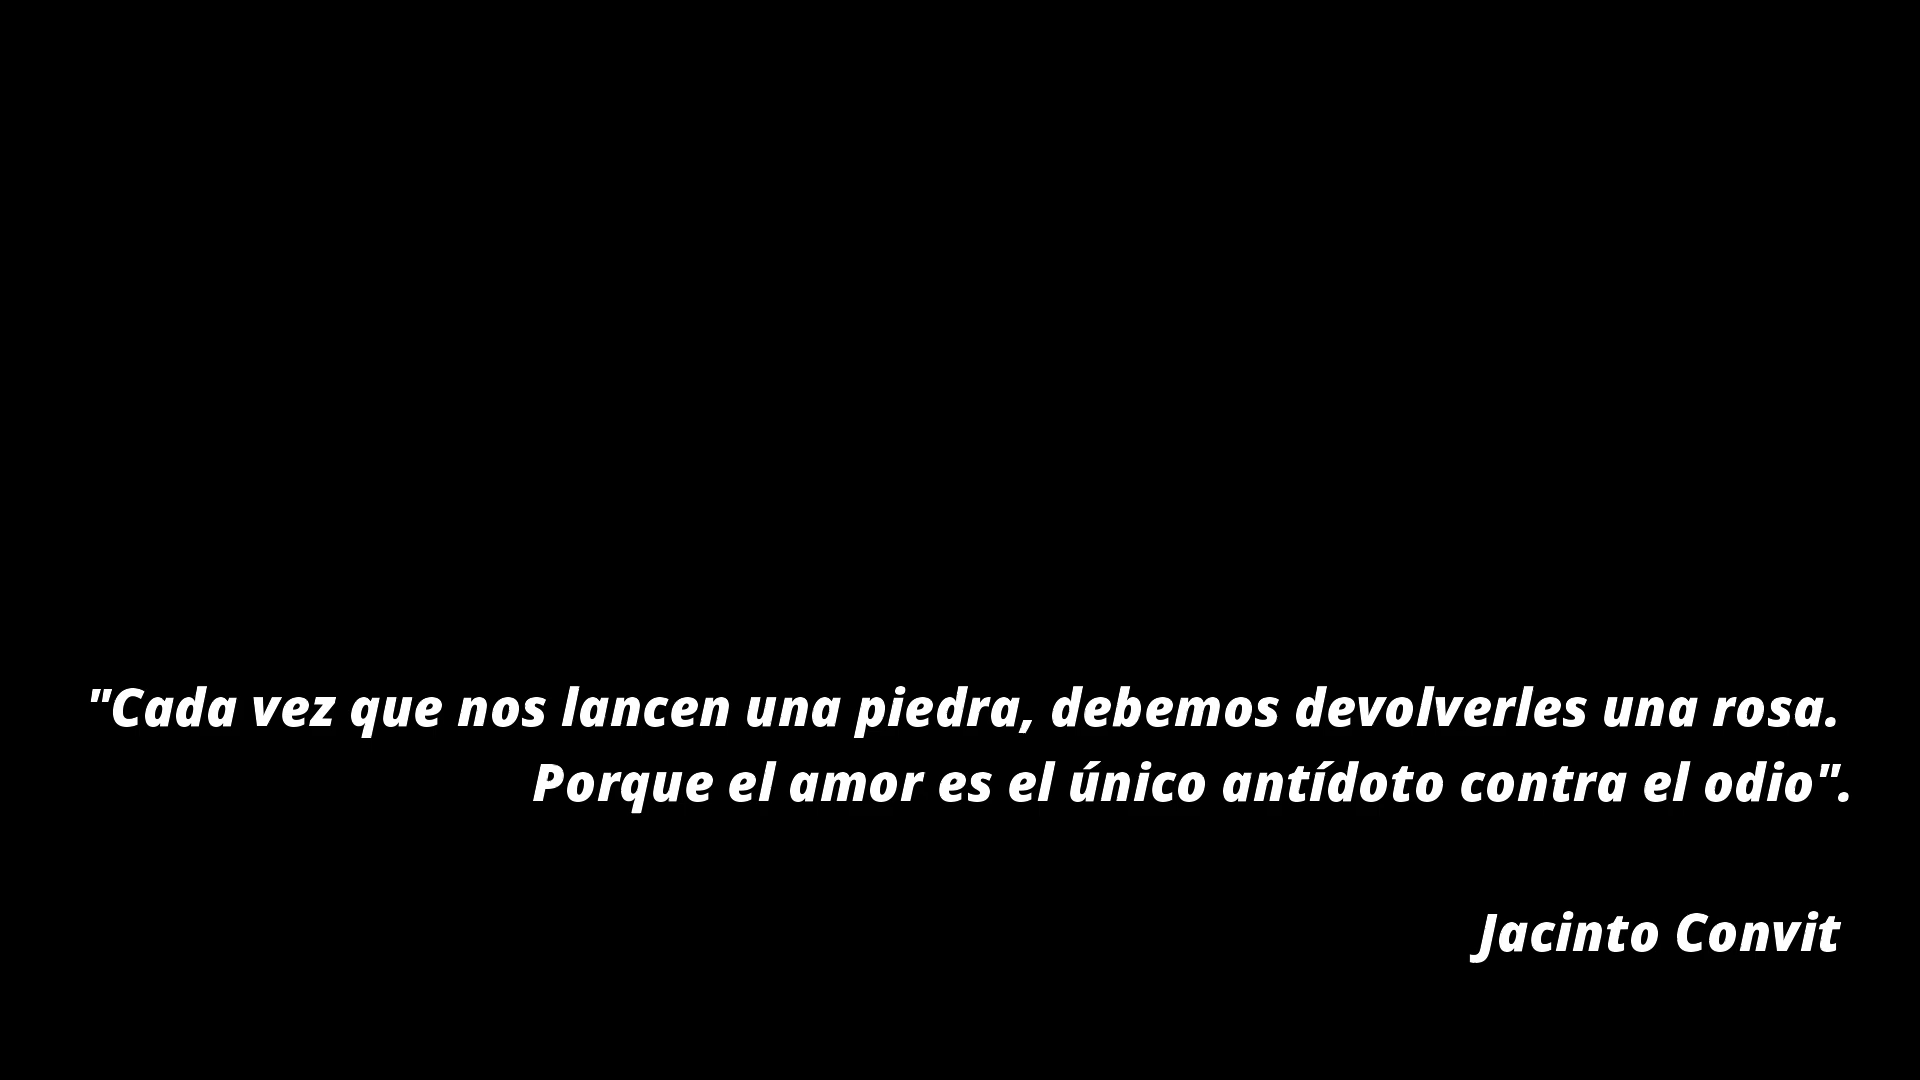 "Cada vez que nos lancen una piedra, debemos devolverles una rosa.
Porque el amor es el único antídoto contra el odio".
Jacinto Convit